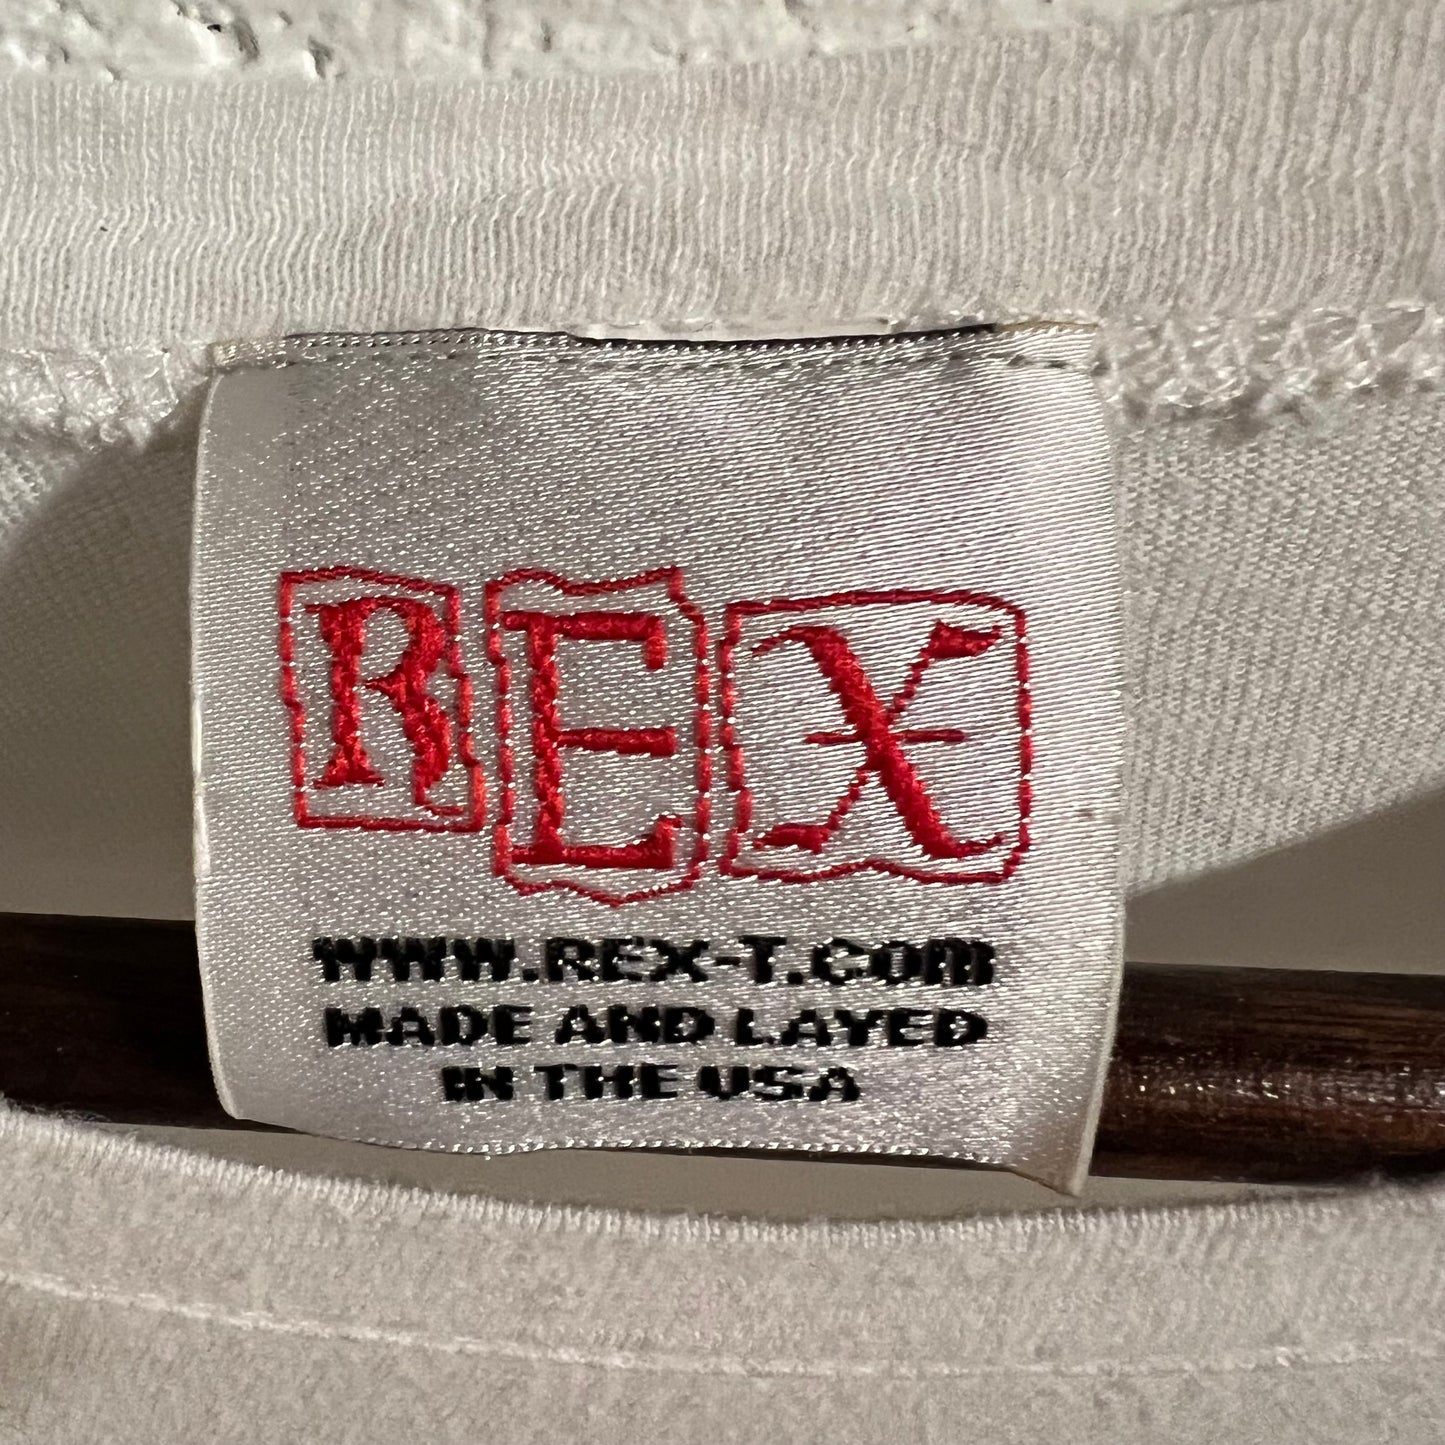 REX
WWW.REX-T.COM
MADE AND LAYED
IN THE USA